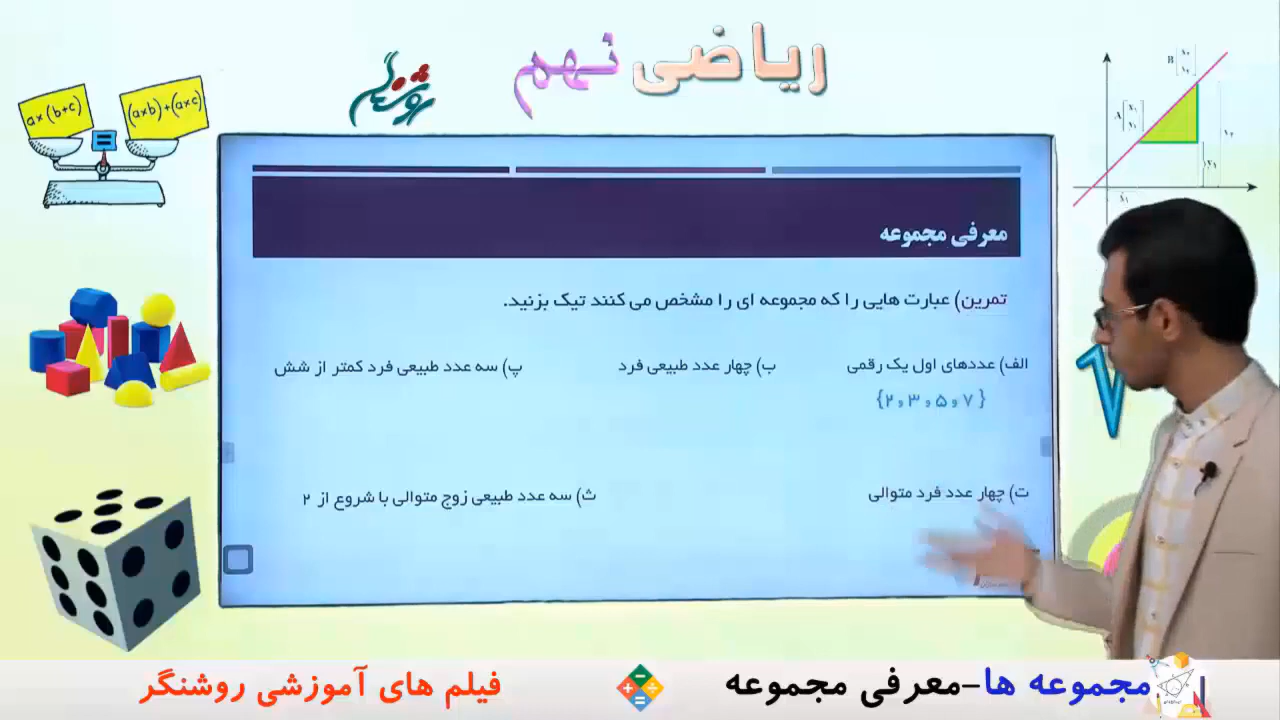 ریاضی نهم
روشنگر
a×(b+c)
(a×b)+(a×c)
معرفی مجموعه
تمرین) عبارت هایی را که مجموعه ای را مشخص می کنند تیک بزنید.
الف) عددهای اول یک رقمی
ب) چهار عدد طبیعی فرد
پ) سه عدد طبیعی فرد کمتر از شش
{۲ , ۳ , ۵ , ۷}
ت) چهار عدد فرد متوالی
ث) سه عدد طبیعی زوج متوالی با شروع از ۲
مجموعه ها-معرفی مجموعه
فیلم های آموزشی روشنگر